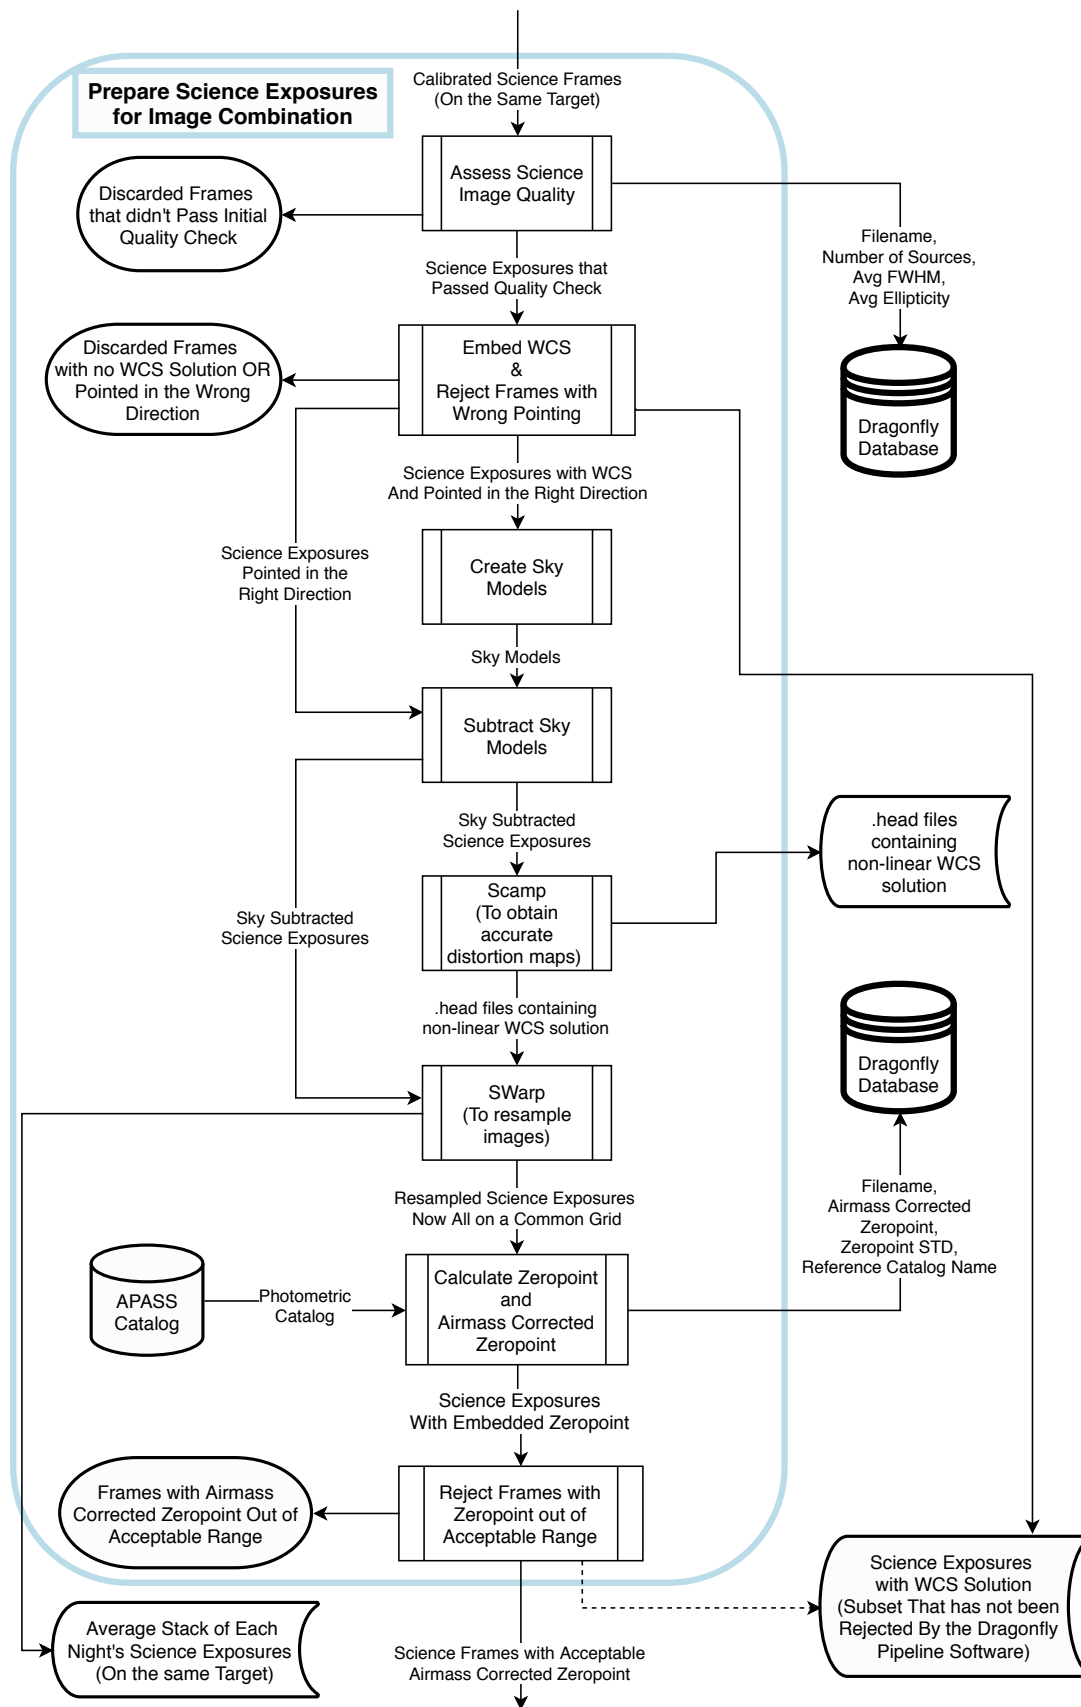 Calibrated Science Frames
(On the Same Target)
Prepare Science Exposures
for Image Combination
Assess Science
Image Quality
Discarded Frames
that didn't Pass Initial
Quality Check
Filename,
Number of Sources,
Avg FWHM,
Avg Ellipticity
Science Exposures that
Passed Quality Check
Embed WCS
&
Reject Frames with
Wrong Pointing
Discarded Frames
with no WCS Solution OR
Pointed in the Wrong
Direction
Dragonfly
Database
Science Exposures with WCS
And Pointed in the Right Direction
Science Exposures
Pointed in the
Right Direction
Create Sky
Models
Sky Models
Subtract Sky
Models
Sky Subtracted
Science Exposures
.head files
containing
non-linear WCS
solution
Scamp
(To obtain
accurate
distortion maps)
Sky Subtracted
Science Exposures
.head files containing
non-linear WCS solution
Dragonfly
Database
SWarp
(To resample
images)
Resampled Science Exposures
Now All on a Common Grid
Filename,
Airmass Corrected
Zeropoint,
Zeropoint STD,
Reference Catalog Name
APASS
Catalog
Photometric
Catalog
Calculate Zeropoint
and
Airmass Corrected
Zeropoint
Science Exposures
With Embedded Zeropoint
Frames with Airmass
Corrected Zeropoint Out of
Acceptable Range
Reject Frames with
Zeropoint out of
Acceptable Range
Science Exposures
with WCS Solution
(Subset That has not been
Rejected By the Dragonfly
Pipeline Software)
Average Stack of Each
Night's Science Exposures
(On the same Target)
Science Frames with Acceptable
Airmass Corrected Zeropoint